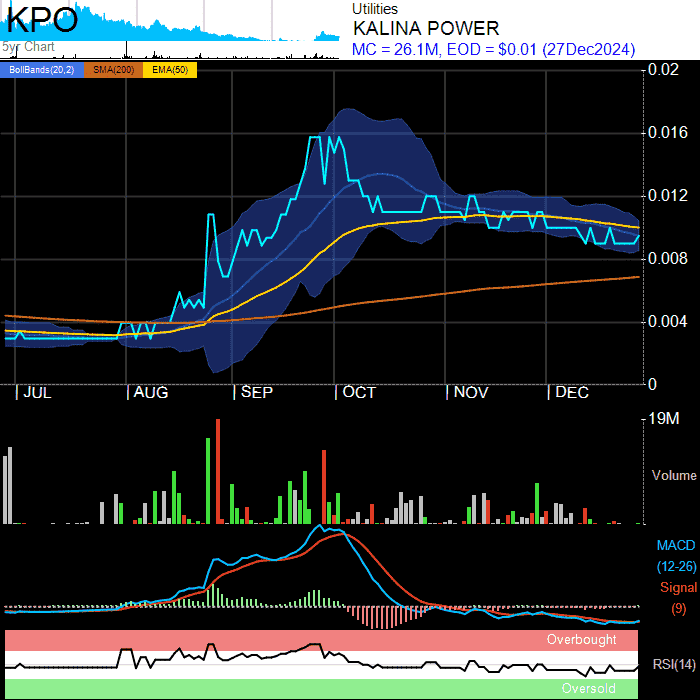 KPO
5yr Chart
Utilities
KALINA POWER
MC = 26.1M, EOD = $0.01 (27Dec2024)
BollBands(20,2) SMA(200) EMA(50)
0.02
0.016
0.012
0.008
0.004
0
JUL AUG SEP OCT NOV DEC
19M
Volume
MACD
(12-26)
Signal
(9)
Overbought
RSI(14)
Oversold